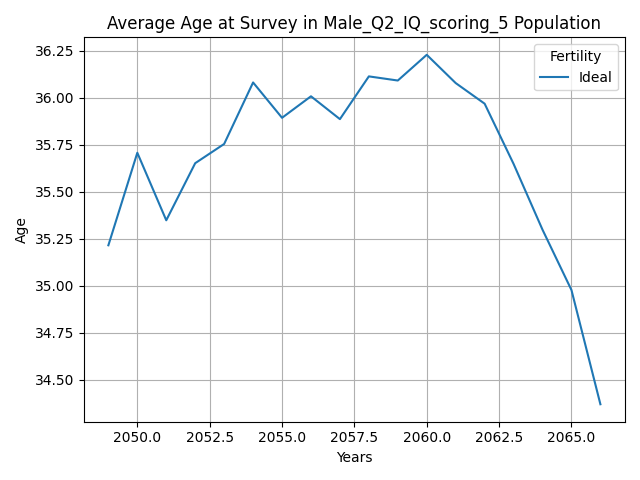 Average Age at Survey in Male_Q2_IQ_scoring_5 Population
Fertility
Ideal
36.25
36.00
35.75
35.50
35.25
35.00
34.75
34.50
Age
2050.0 2052.5 2055.0 2057.5 2060.0 2062.5 2065.0
Years